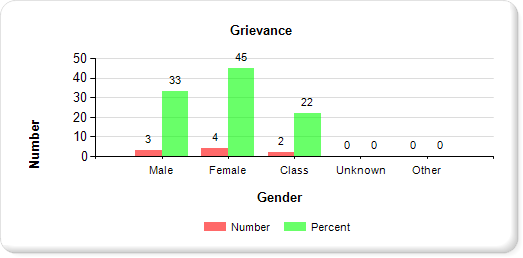 Grievance
50
40
30
20
10
0
Number
3 33 4 45 2 22 0 0 0 0
Male Female Class Unknown Other
Gender
Number Percent